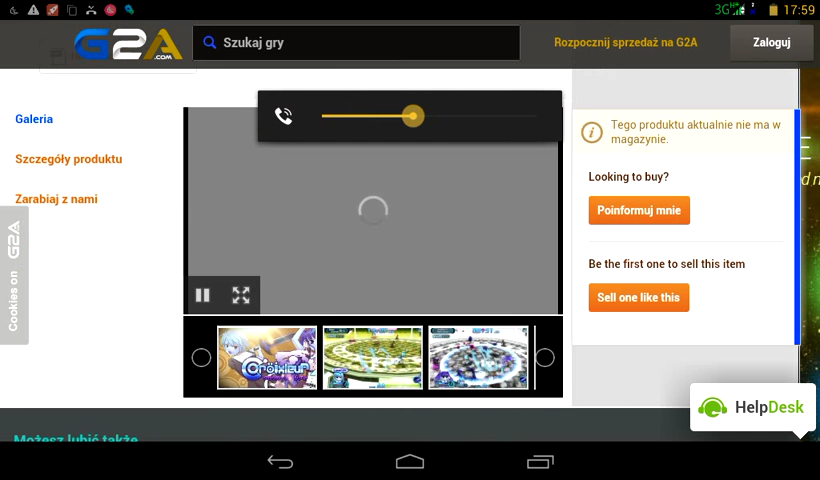 3G H+ 17:59
G2A .COM
Szukaj gry
Rozpocznij sprzedaż na G2A
Zaloguj
Galeria
Szczegóły produktu
Zarabiaj z nami
Cookies on G2A
Tego produktu aktualnie nie ma w
magazynie.
Looking to buy?
Poinformuj mnie
Be the first one to sell this item
Sell one like this
Croixleur
HelpDesk
Możesz lubić także